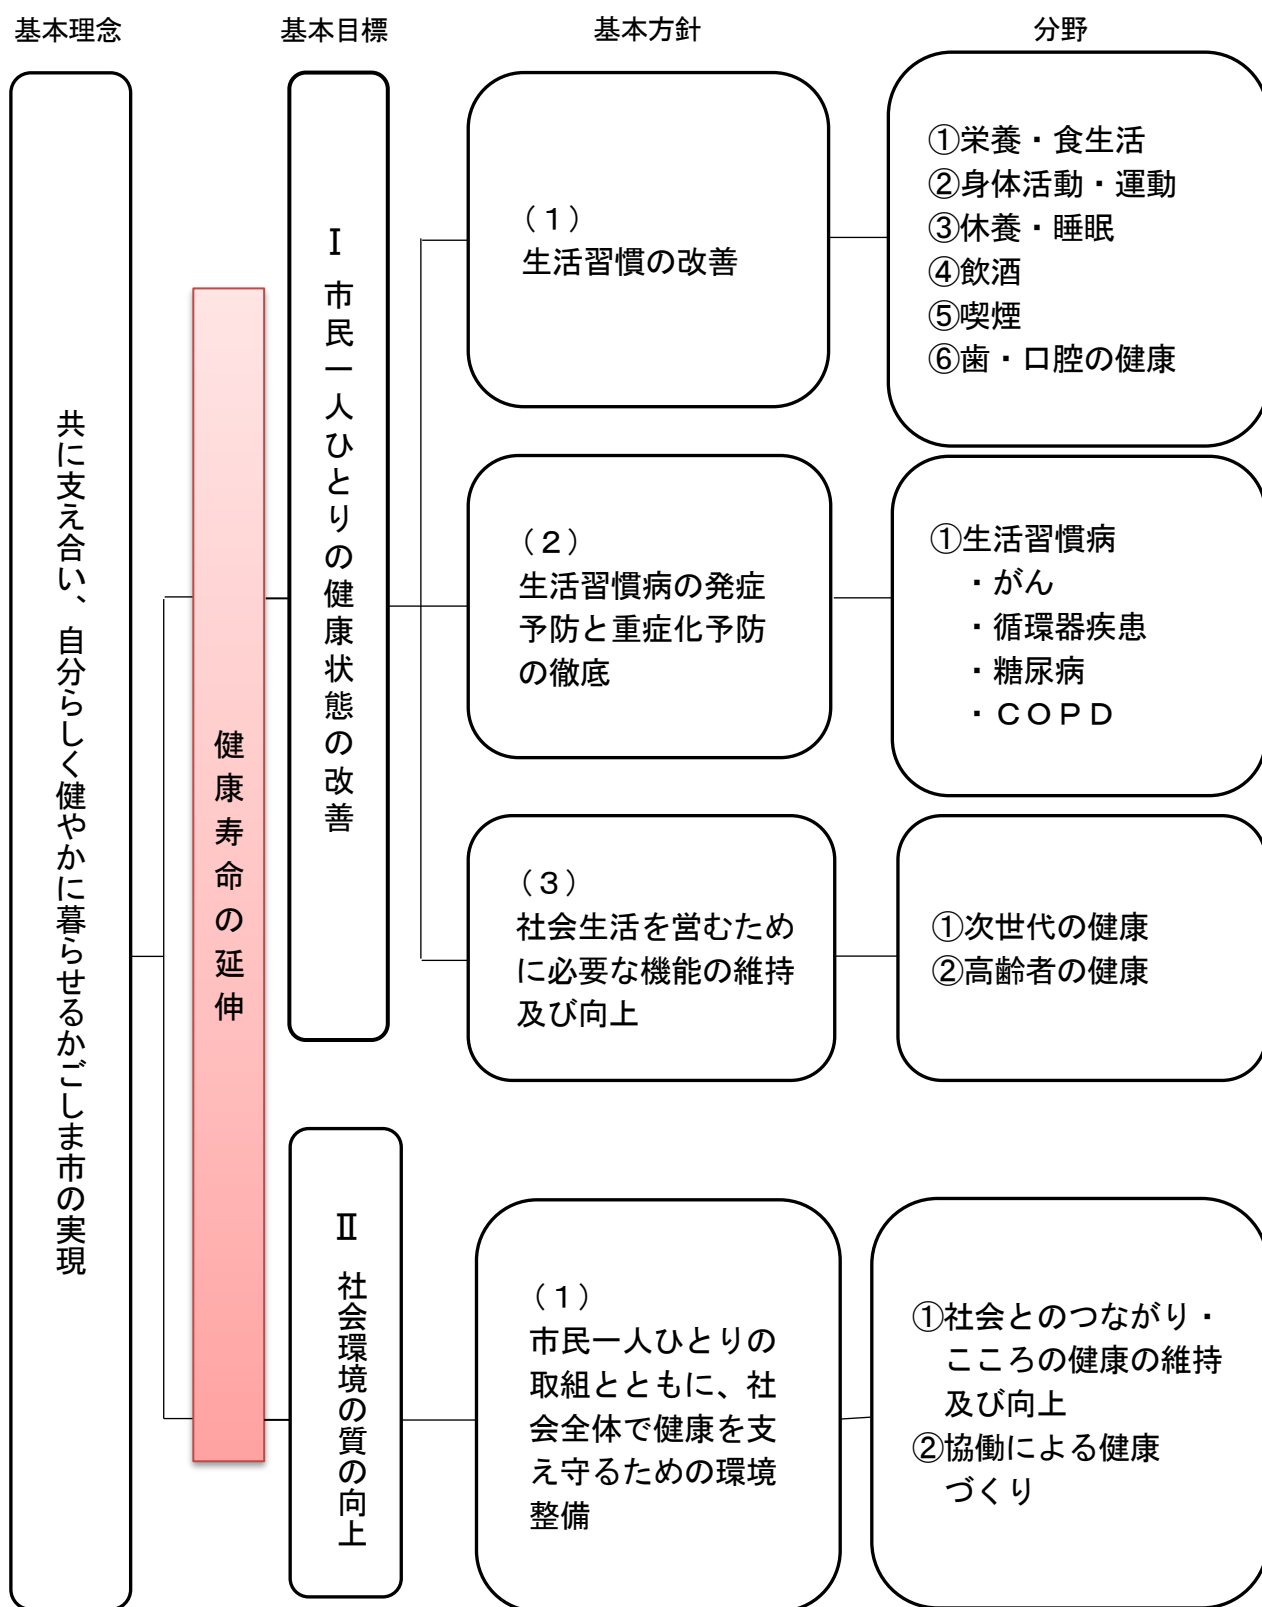 基本理念
基本目標
基本方針
分野
共に支え合い、自分らしく健やかに暮らせるかごしま市の実現
健康寿命の延伸
Ⅰ 市民一人ひとりの健康状態の改善
（１）
生活習慣の改善
①栄養・食生活
②身体活動・運動
③休養・睡眠
④飲酒
⑤喫煙
⑥歯・口腔の健康
（２）
生活習慣病の発症
予防と重症化予防
の徹底
①生活習慣病
・がん
・循環器疾患
・糖尿病
・ＣＯＰＤ
（３）
社会生活を営むため
に必要な機能の維持
及び向上
①次世代の健康
②高齢者の健康
Ⅱ 社会環境の質の向上
（１）
市民一人ひとりの
取組とともに、社
会全体で健康を支
え守るための環境
整備
①社会とのつながり・
こころの健康の維持
及び向上
②協働による健康
づくり